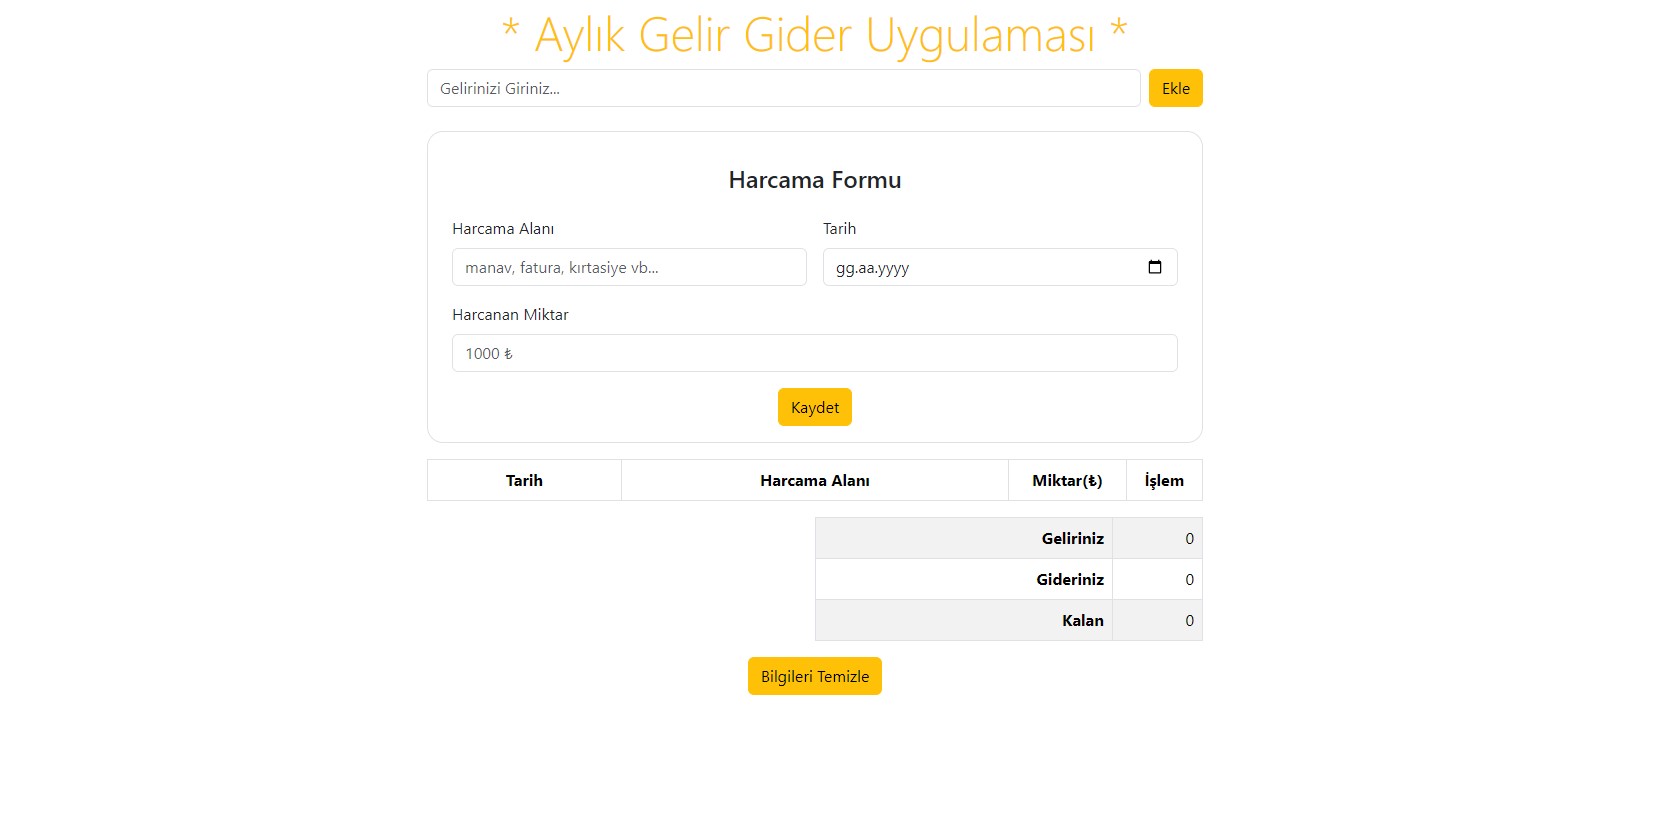 * Aylık Gelir Gider Uygulaması *
Gelirinizi Giriniz... Ekle
Harcama Formu
Harcama Alanı Tarih
manav, fatura, kırtasiye vb... gg.aa.yyyy
Harcanan Miktar
1000 ₺
Kaydet
Tarih Harcama Alanı Miktar(₺) İşlem
Geliriniz 0
Gideriniz 0
Kalan 0
Bilgileri Temizle